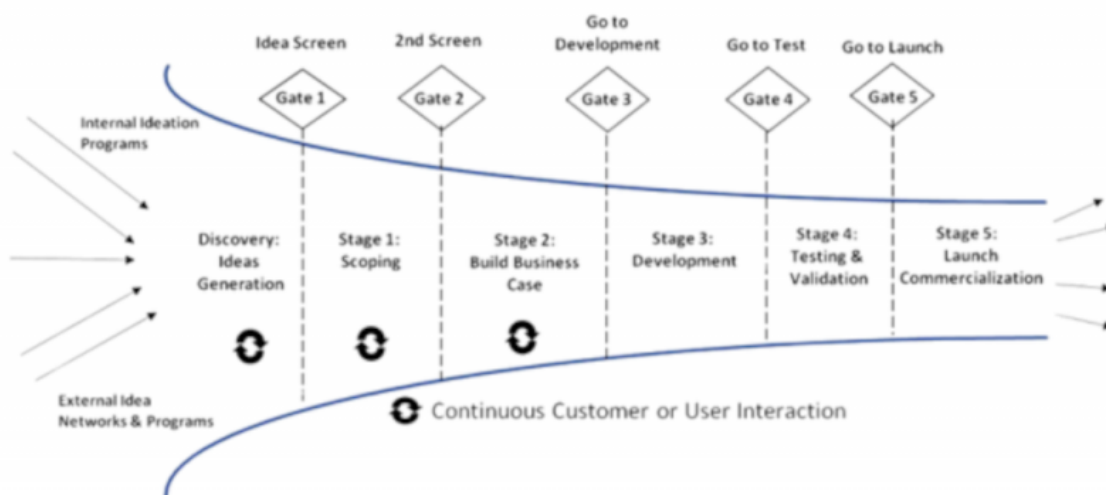 Idea Screen
2nd Screen
Go to
Development
Go to Test
Go to Launch
Gate 1
Gate 2
Gate 3
Gate 4
Gate 5
Internal Ideation
Programs
Discovery:
Ideas
Generation
Stage 1:
Scoping
Stage 2:
Build Business
Case
Stage 3:
Development
Stage 4:
Testing &
Validation
Stage 5:
Launch
Commercialization
External Idea
Networks & Programs
Continuous Customer or User Interaction